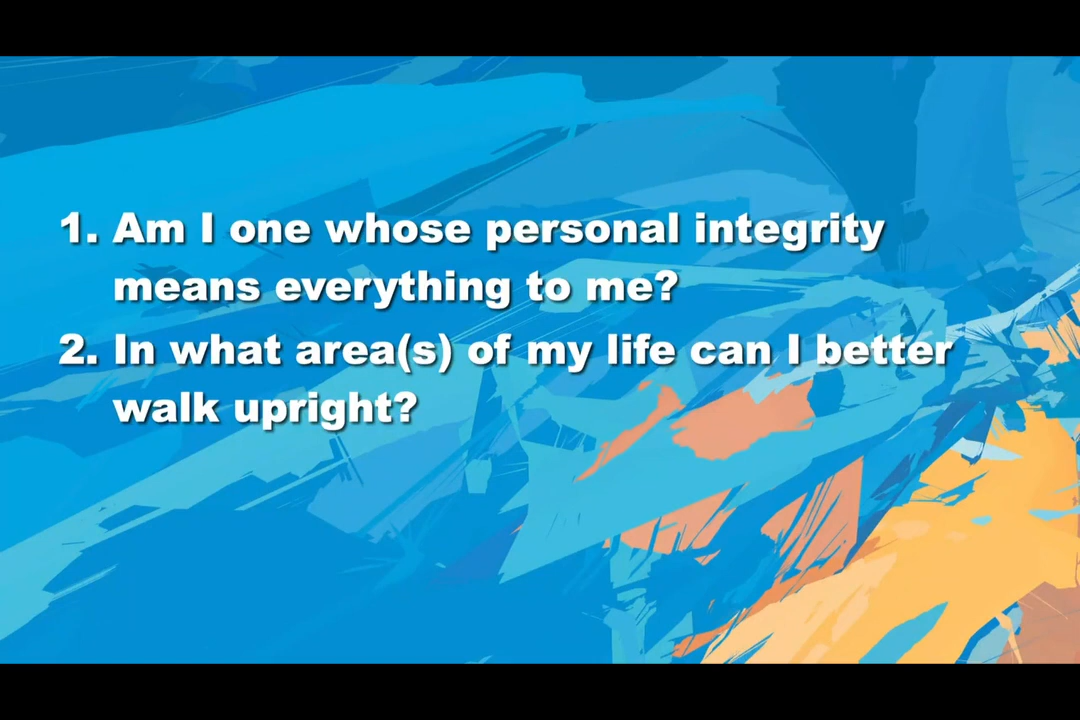 1. Am I one whose personal integrity
means everything to me?
2. In what area(s) of my life can I better
walk upright?